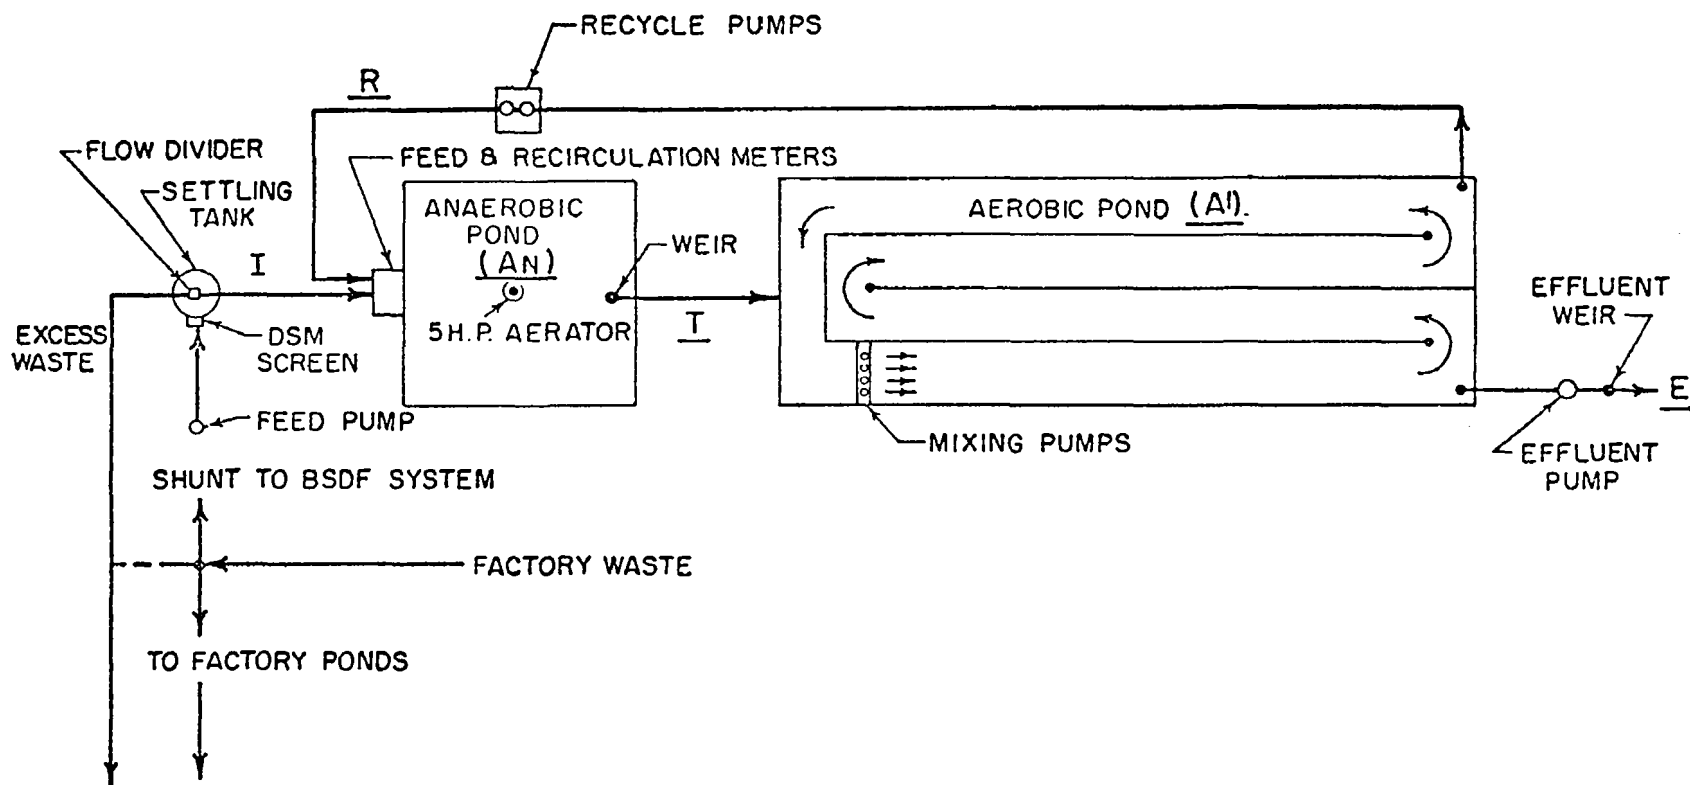 RECYCLE PUMPS
R
FLOW DIVIDER
FEED & RECIRCULATION METERS
SETTLING
TANK
ANAEROBIC
POND
(AN)
AEROBIC POND (A1).
WEIR
I
5 H.P. AERATOR
T
EFFLUENT
WEIR
EXCESS
WASTE
DSM
SCREEN
E
FEED PUMP
MIXING PUMPS
EFFLUENT
PUMP
SHUNT TO BSDF SYSTEM
FACTORY WASTE
TO FACTORY PONDS